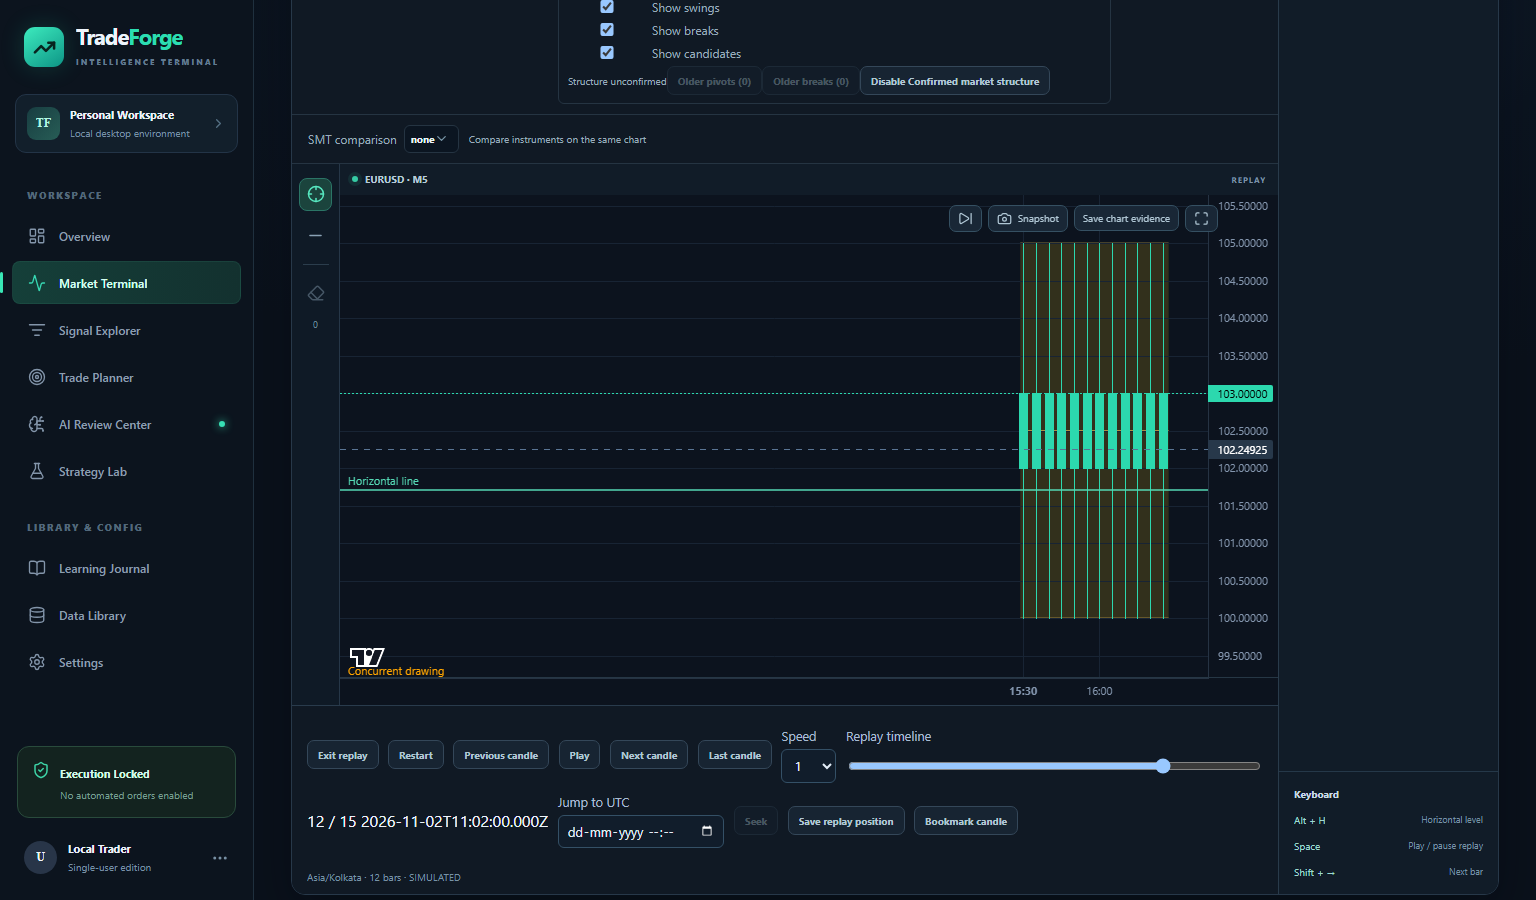 TradeForge
INTELLIGENCE TERMINAL
TF
Personal Workspace
Local desktop environment
WORKSPACE
Overview
Market Terminal
Signal Explorer
Trade Planner
AI Review Center
Strategy Lab
LIBRARY & CONFIG
Learning Journal
Data Library
Settings
Execution Locked
No automated orders enabled
U
Local Trader
Single-user edition
Show swings
Show breaks
Show candidates
Structure unconfirmed
Older pivots (0)
Older breaks (0)
Disable Confirmed market structure
SMT comparison
none
Compare instruments on the same chart
EURUSD · M5
REPLAY
0
Snapshot
Save chart evidence
105.50000
105.00000
104.50000
104.00000
103.50000
103.00000
102.50000
102.24925
102.00000
101.50000
101.00000
100.50000
100.00000
99.50000
Horizontal line
Concurrent drawing
15:30
16:00
Exit replay
Restart
Previous candle
Play
Next candle
Last candle
Speed
1
Replay timeline
12 / 15 2026-11-02T11:02:00.000Z
Jump to UTC
dd-mm-yyyy --:--
Seek
Save replay position
Bookmark candle
Asia/Kolkata · 12 bars · SIMULATED
Keyboard
Alt + H
Horizontal level
Space
Play / pause replay
Shift + →
Next bar